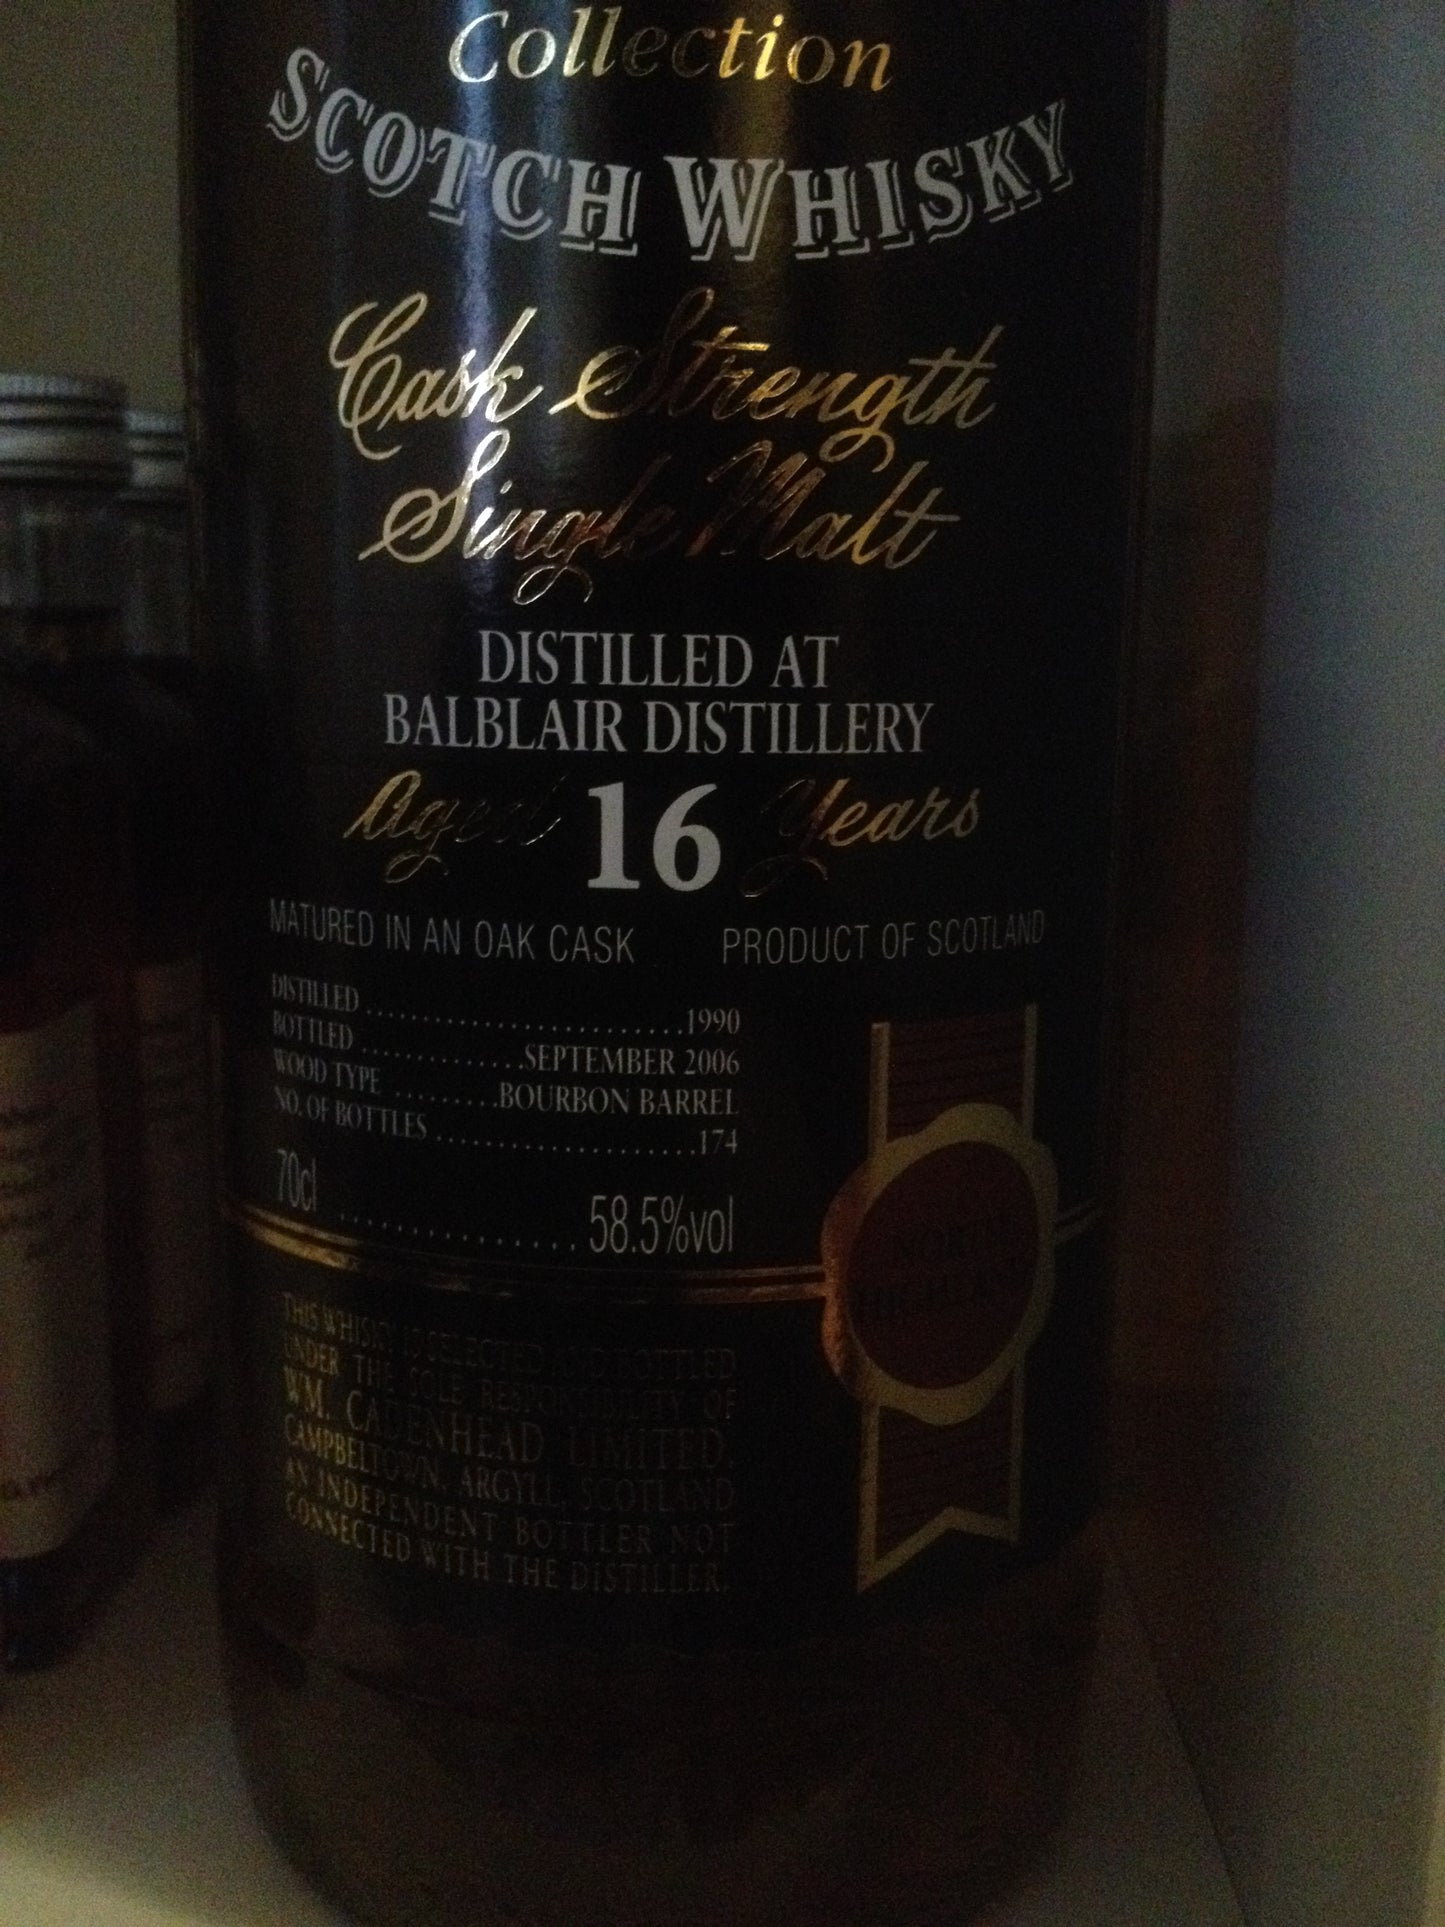 Collection
SCOTCH WHISKY
Cask Strength
Single Malt
DISTILLED AT
BALBLAIR DISTILLERY
Aged 16 Years
MATURED IN AN OAK CASK PRODUCT OF SCOTLAND
DISTILLED ..........................1990
BOTTLED ..............SEPTEMBER 2006
WOOD TYPE .........BOURBON BARREL
NO. OF BOTTLES ......................174
70cl ............. 58.5%vol
THIS WHISKY IS SELECTED AND BOTTLED
UNDER THE SOLE RESPONSIBILITY OF
WM. CADENHEAD LIMITED,
CAMPBELTOWN, ARGYLL, SCOTLAND
AN INDEPENDENT BOTTLER NOT
CONNECTED WITH THE DISTILLER.
HIGHLAND